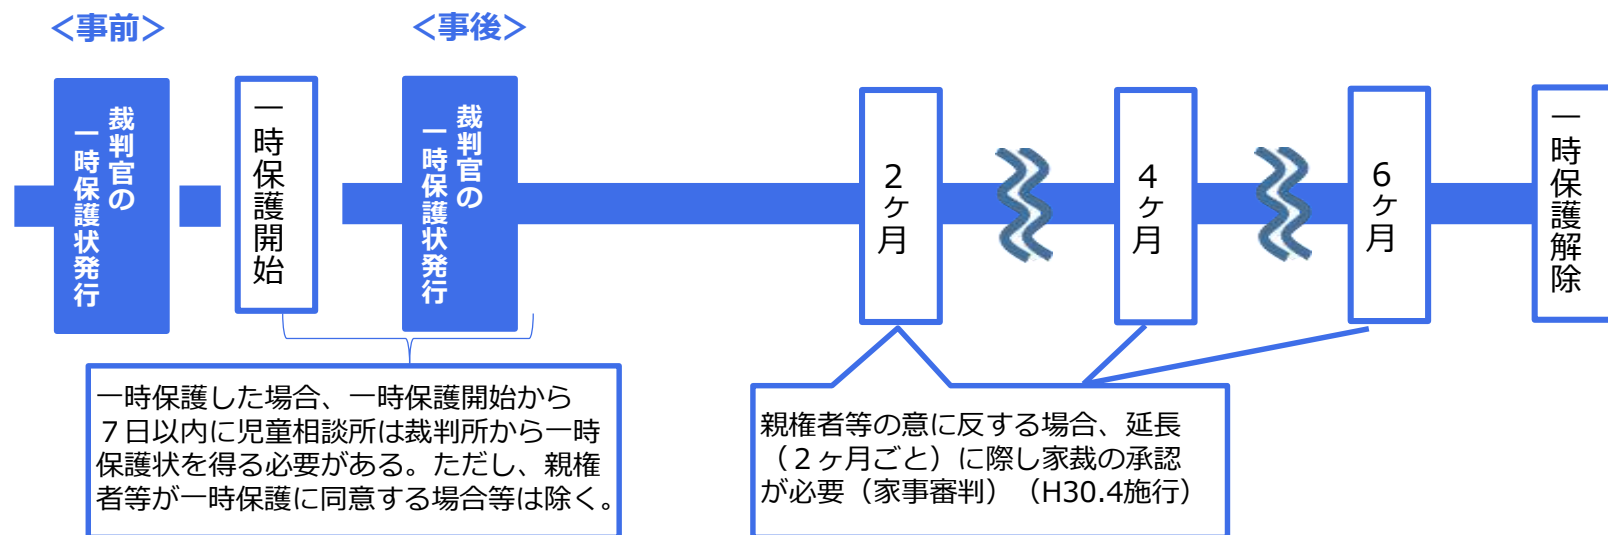 ＜事前＞
＜事後＞
裁判官の
一時保護状発行
一時保護開始
裁判官の
一時保護状発行
２ヶ月
４ヶ月
６ヶ月
一時保護解除
一時保護した場合、一時保護開始から
７日以内に児童相談所は裁判所から一時
保護状を得る必要がある。ただし、親権
者等が一時保護に同意する場合等は除く。
親権者等の意に反する場合、延長
（２ヶ月ごと）に際し家裁の承認
が必要（家事審判）（H30.4施行）